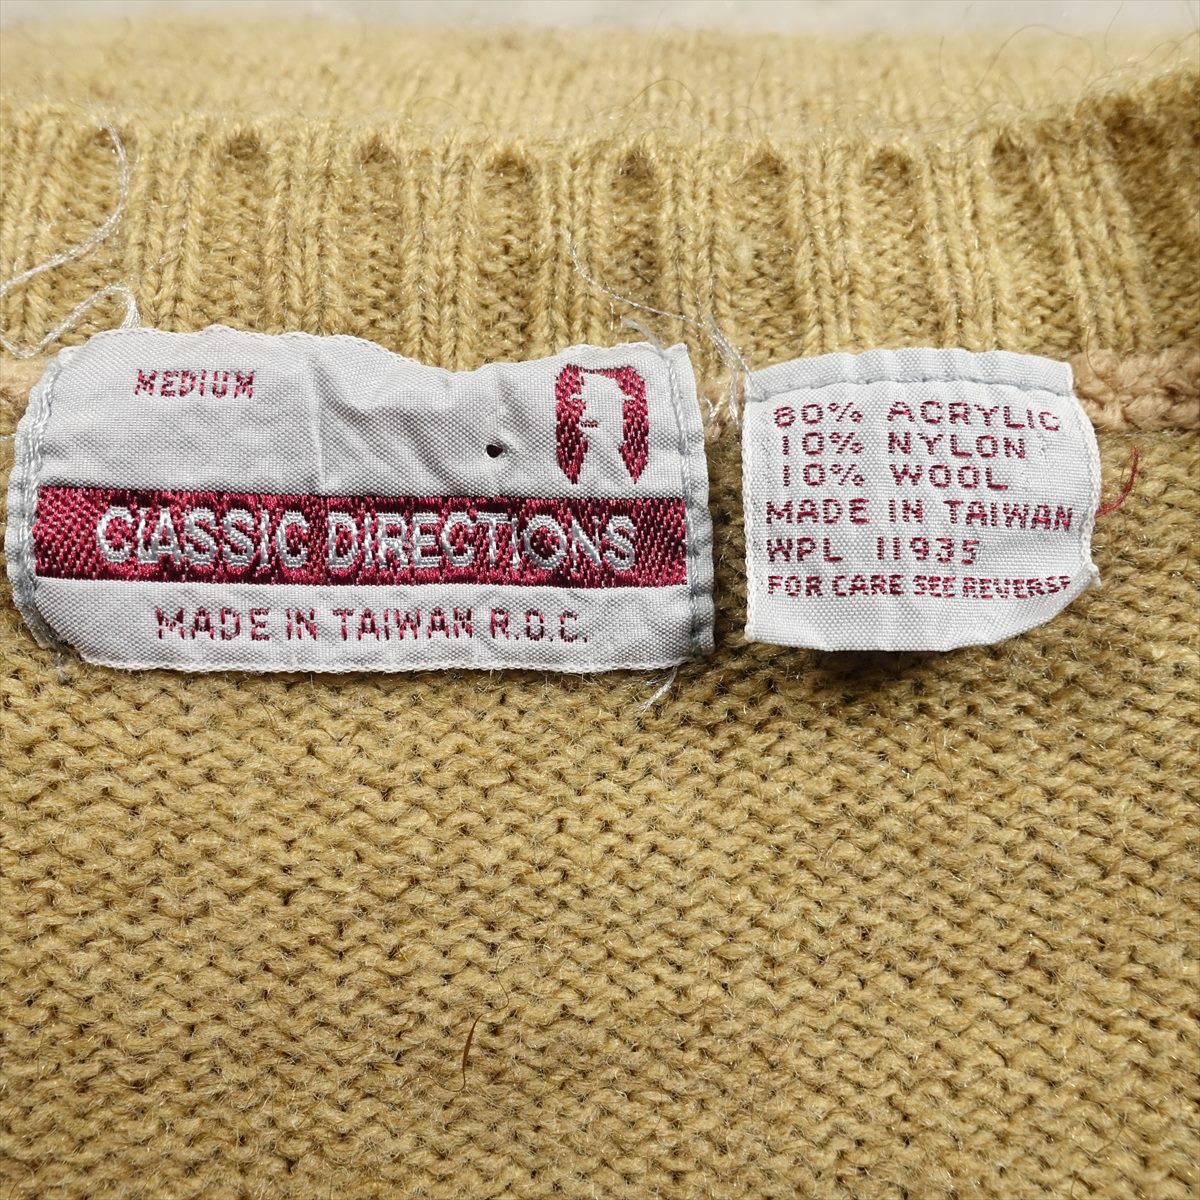 MEDIUM
CLASSIC DIRECTIONS
MADE IN TAIWAN R.O.C.
80% ACRYLIC
10% NYLON
10% WOOL
MADE IN TAIWAN
WPL 11935
FOR CARE SEE REVERSE